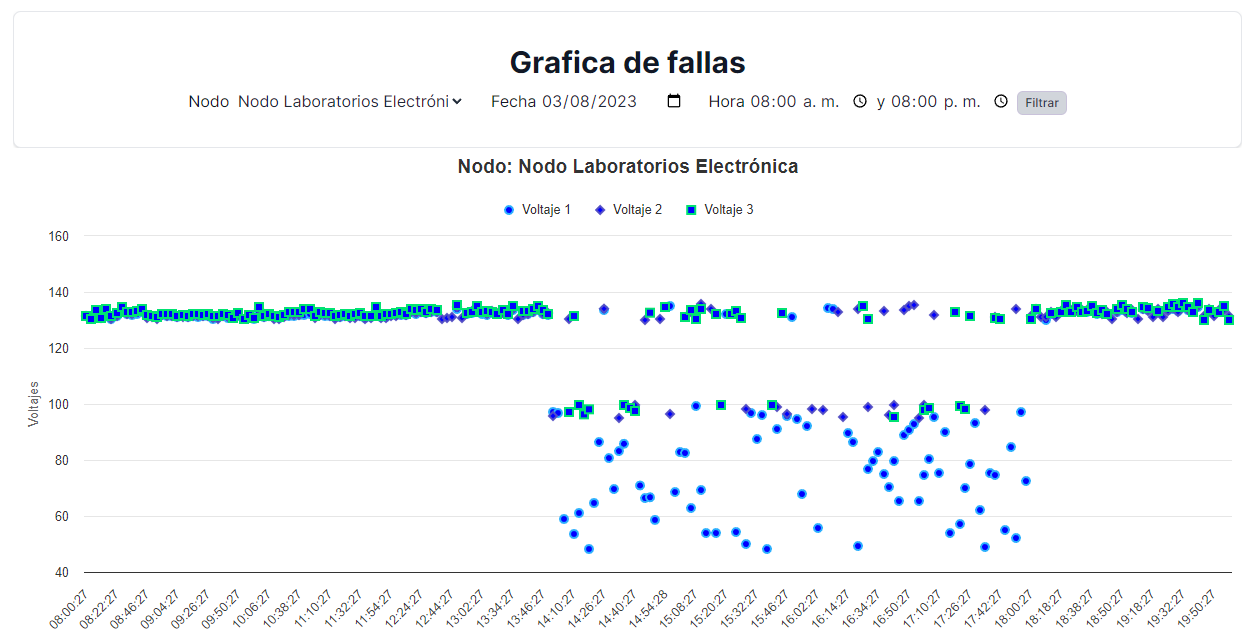 Grafica de fallas
Nodo Nodo Laboratorios Electróni Fecha 03/08/2023 Hora 08:00 a. m. y 08:00 p. m. Filtrar
Nodo: Nodo Laboratorios Electrónica
Voltaje 1 Voltaje 2 Voltaje 3
160
140
120
100
80
60
40
Voltajes
08:00:27 08:22:27 08:46:27 09:04:27 09:26:27 09:50:27 10:06:27 10:38:27 11:10:27 11:32:27 11:54:27 12:24:27 12:44:27 13:02:27 13:34:27 13:46:27 14:10:27 14:26:27 14:40:27 14:54:28 15:08:27 15:20:27 15:32:27 15:46:27 16:02:27 16:14:27 16:34:27 16:50:27 17:10:27 17:26:27 17:42:27 18:00:27 18:18:27 18:38:27 18:50:27 19:18:27 19:32:27 19:50:27